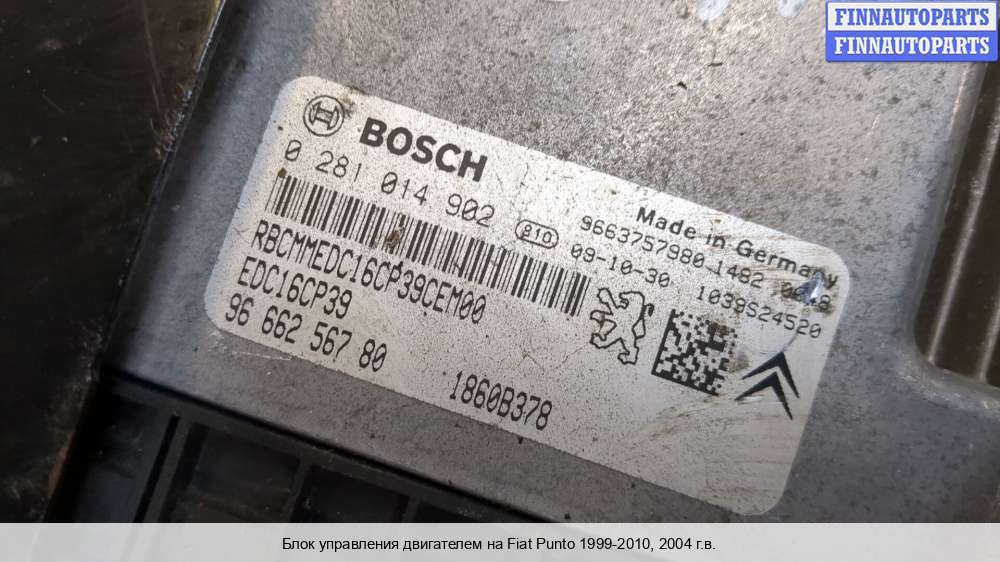 FINNAUTOPARTS
FINNAUTOPARTS
BOSCH
0 281 014 902
810
Made in Germany
9663757980 1482
09-10-30 1039S24520
RBCMMEDC16CP39CEM00
EDC16CP39
96 662 567 80
1860B378
Блок управления двигателем на Fiat Punto 1999-2010, 2004 г.в.